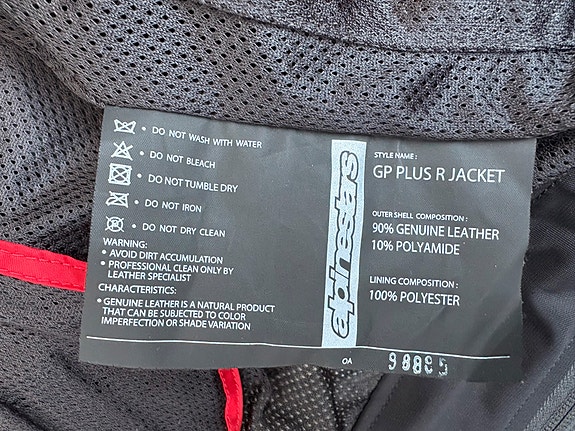 • DO NOT WASH WITH WATER
• DO NOT BLEACH
• DO NOT TUMBLE DRY
• DO NOT IRON
• DO NOT DRY CLEAN
WARNING:
• AVOID DIRT ACCUMULATION
• PROFESSIONAL CLEAN ONLY BY
LEATHER SPECIALIST
CHARACTERISTICS:
• GENUINE LEATHER IS A NATURAL PRODUCT
THAT CAN BE SUBJECTED TO COLOR
IMPERFECTION OR SHADE VARIATION
alpinestars
STYLE NAME :
GP PLUS R JACKET
OUTER SHELL COMPOSITION :
90% GENUINE LEATHER
10% POLYAMIDE
LINING COMPOSITION :
100% POLYESTER
OA